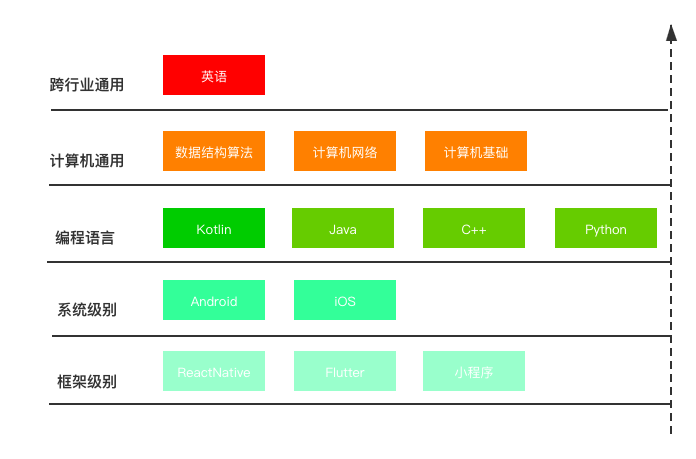 跨行业通用
英语
计算机通用
数据结构算法
计算机网络
计算机基础
编程语言
Kotlin
Java
C++
Python
系统级别
Android
iOS
框架级别
ReactNative
Flutter
小程序